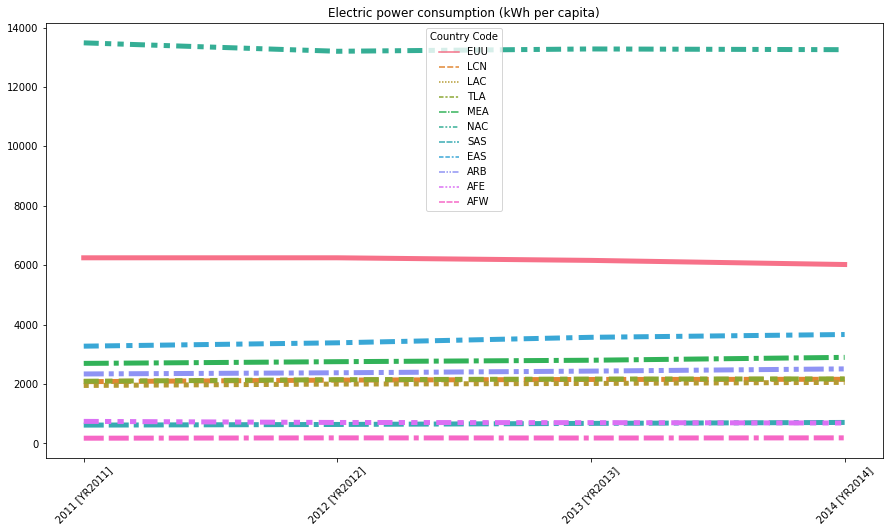 Electric power consumption (kWh per capita)
14000
12000
10000
8000
6000
4000
2000
0
Country Code
EUU
LCN
LAC
TLA
MEA
NAC
SAS
EAS
ARB
AFE
AFW
2011 [YR2011]
2012 [YR2012]
2013 [YR2013]
2014 [YR2014]